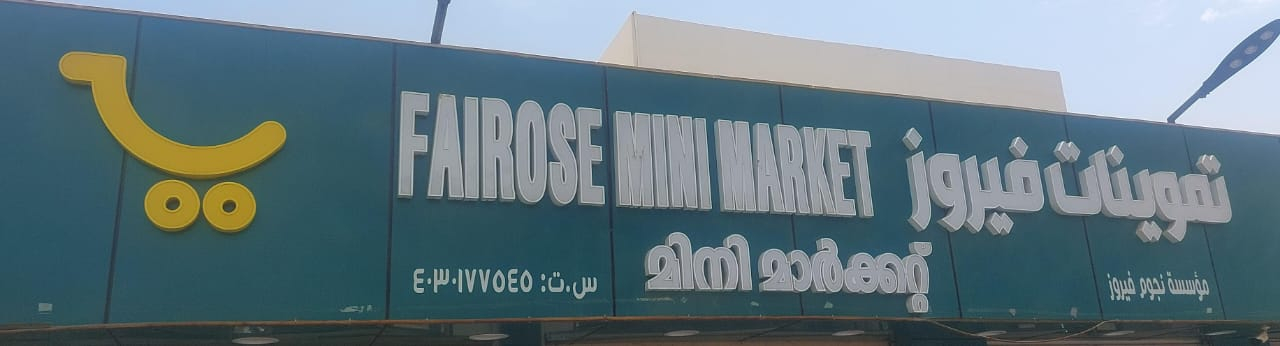 FAIROSE MINI MARKET
تموينات فيروز
മിനി മാർക്കറ്റ്
س.ت: ٤٠٣٠١٧٧٥٤٥
مؤسسة نجوم فيروز